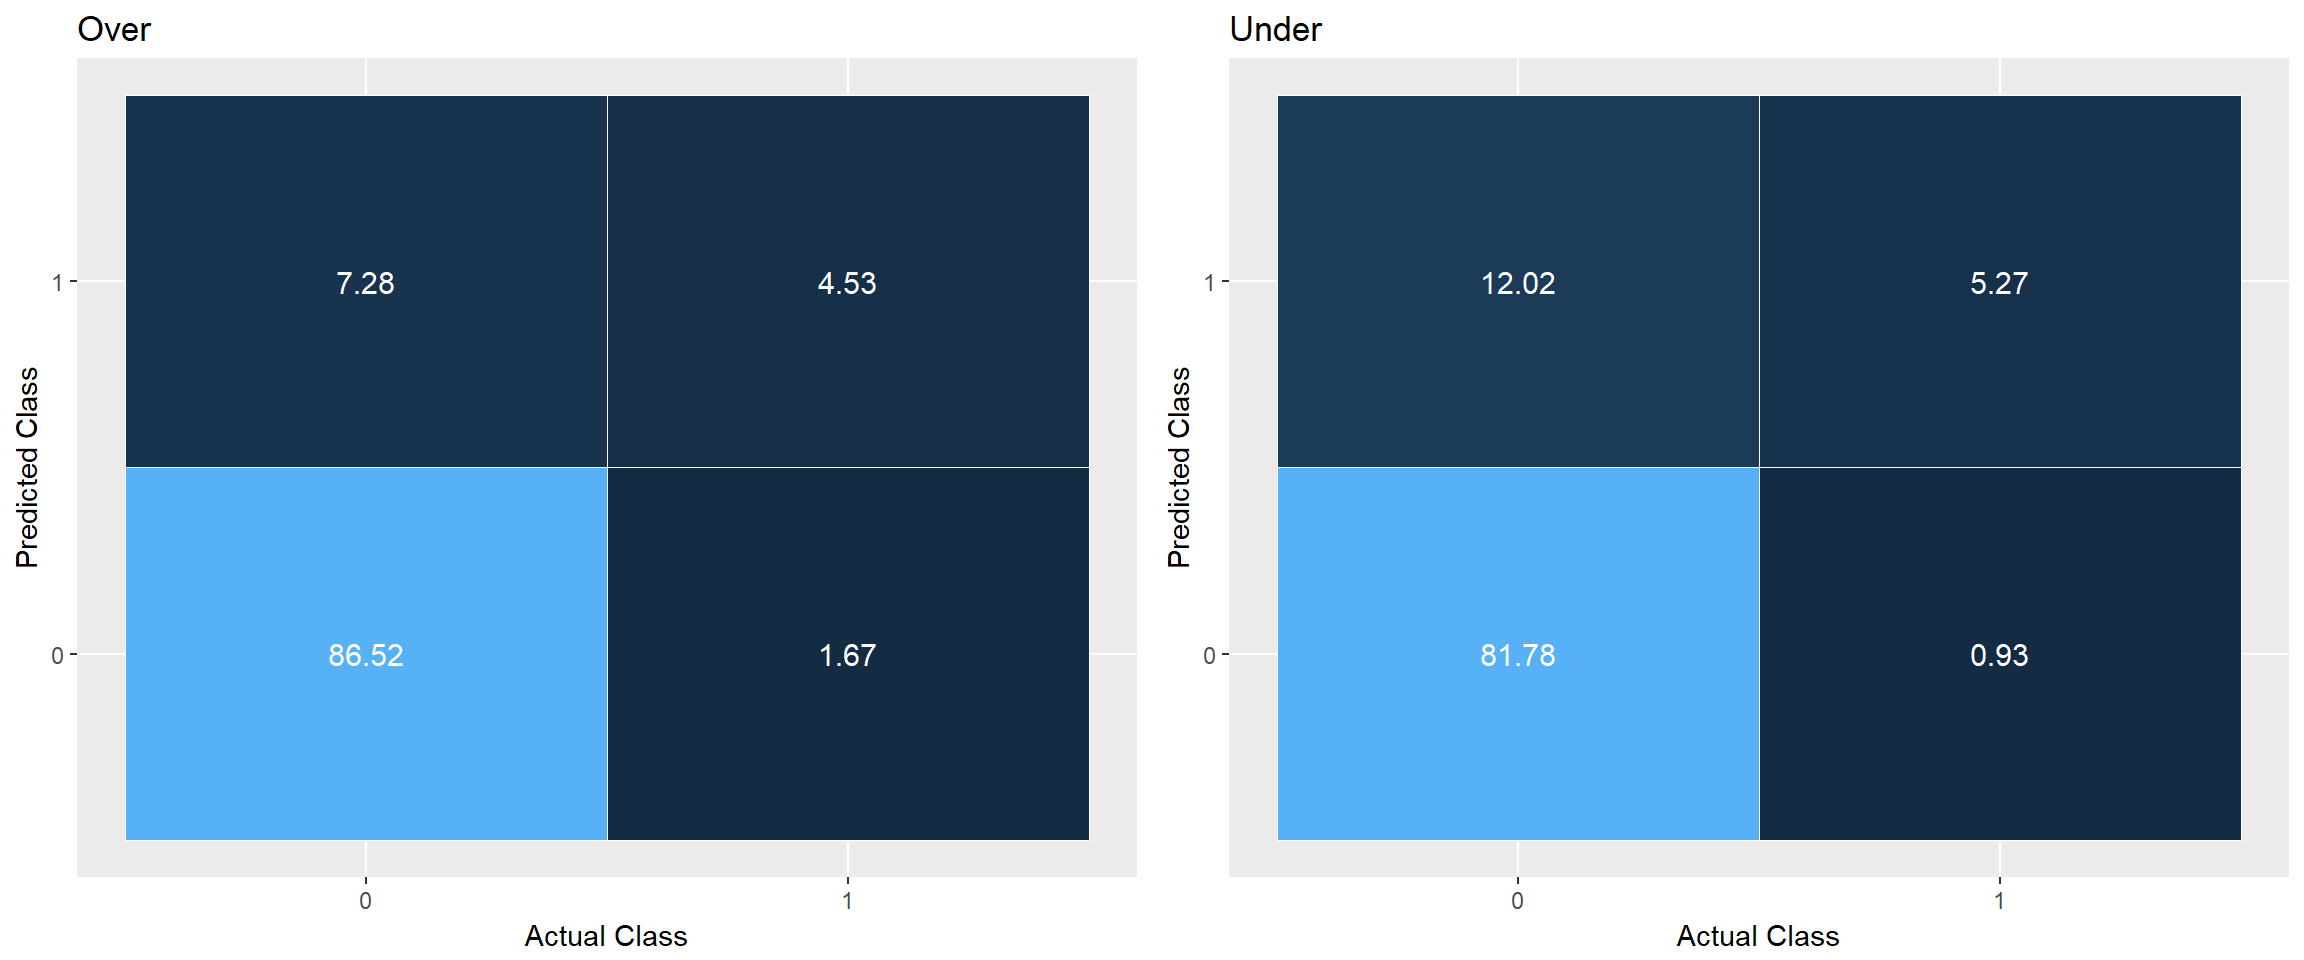 Over
Predicted Class
1
0
7.28
4.53
86.52
1.67
0
1
Actual Class
Under
Predicted Class
1
0
12.02
5.27
81.78
0.93
0
1
Actual Class